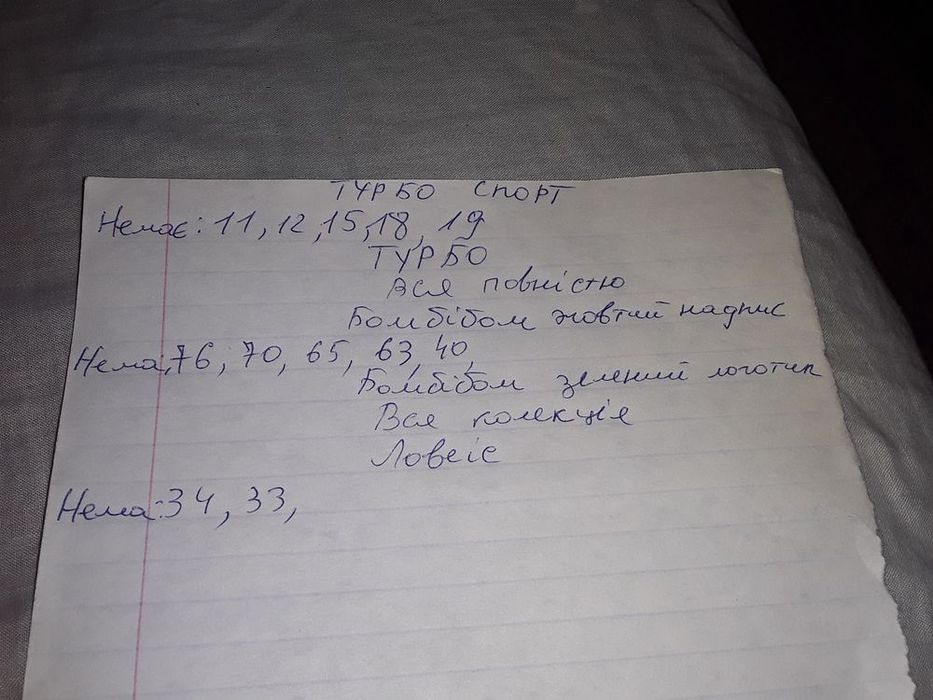 ТУРБО СПОРТ
Немає: 11, 12, 15, 18, 19
ТУРБО
Вся повністю
Бомбібом жовтий надпис
Нема: 76, 70, 65, 63, 40,
Бомбібом зелений логотип
Вся колекція
Ловеіс
Нема: 34, 33,